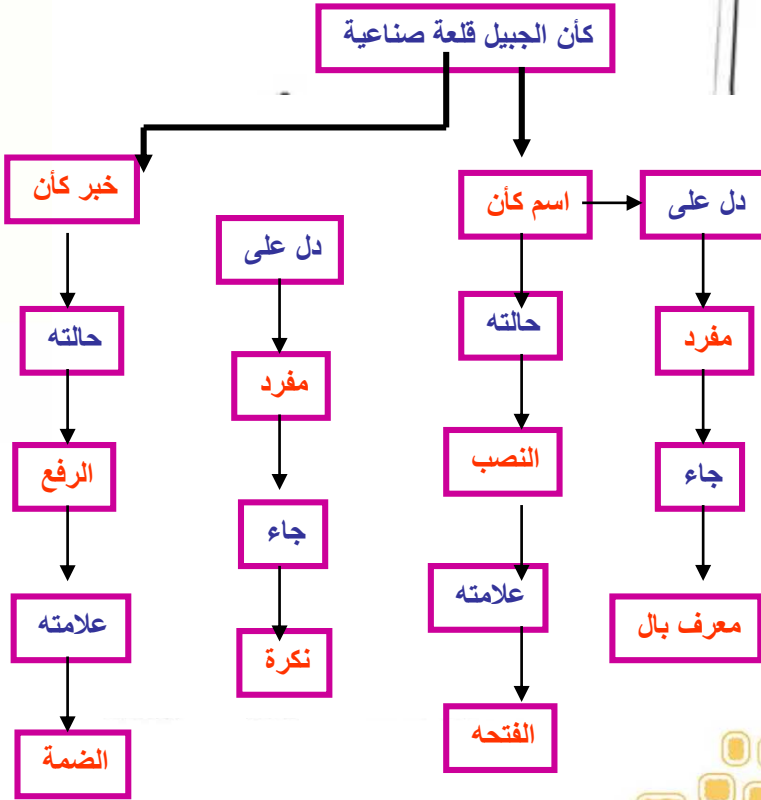 كأن الجبيل قلعة صناعية
دل على
اسم كأن
خبر كأن
دل على
مفرد
حالته
مفرد
حالته
جاء
النصب
جاء
الرفع
معرف بال
علامته
نكرة
علامته
الفتحه
الضمة